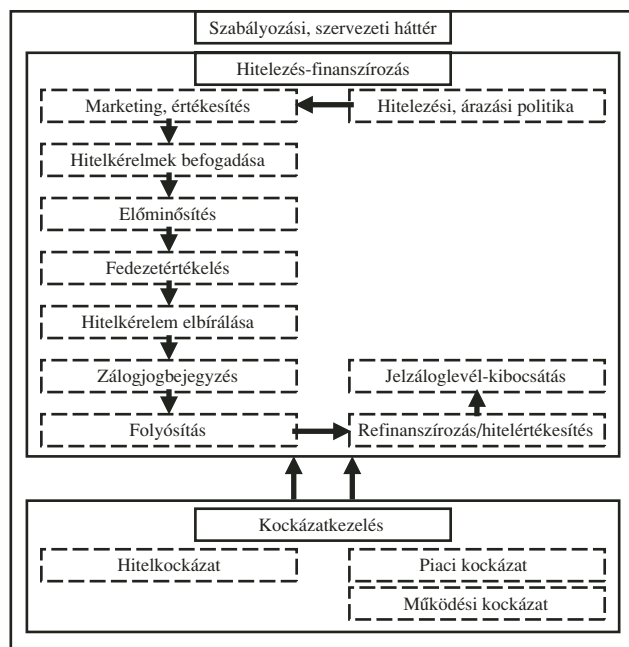 Szabályozási, szervezeti háttér
Hitelezés-finanszírozás
Marketing, értékesítés
Hitelezési, árazási politika
Hitelkérelmek befogadása
Előminősítés
Fedezetértékelés
Hitelkérelem elbírálása
Zálogjogbejegyzés
Jelzáloglevél-kibocsátás
Folyósítás
Refinanszírozás/hitelértékesítés
Kockázatkezelés
Hitelkockázat
Piaci kockázat
Működési kockázat